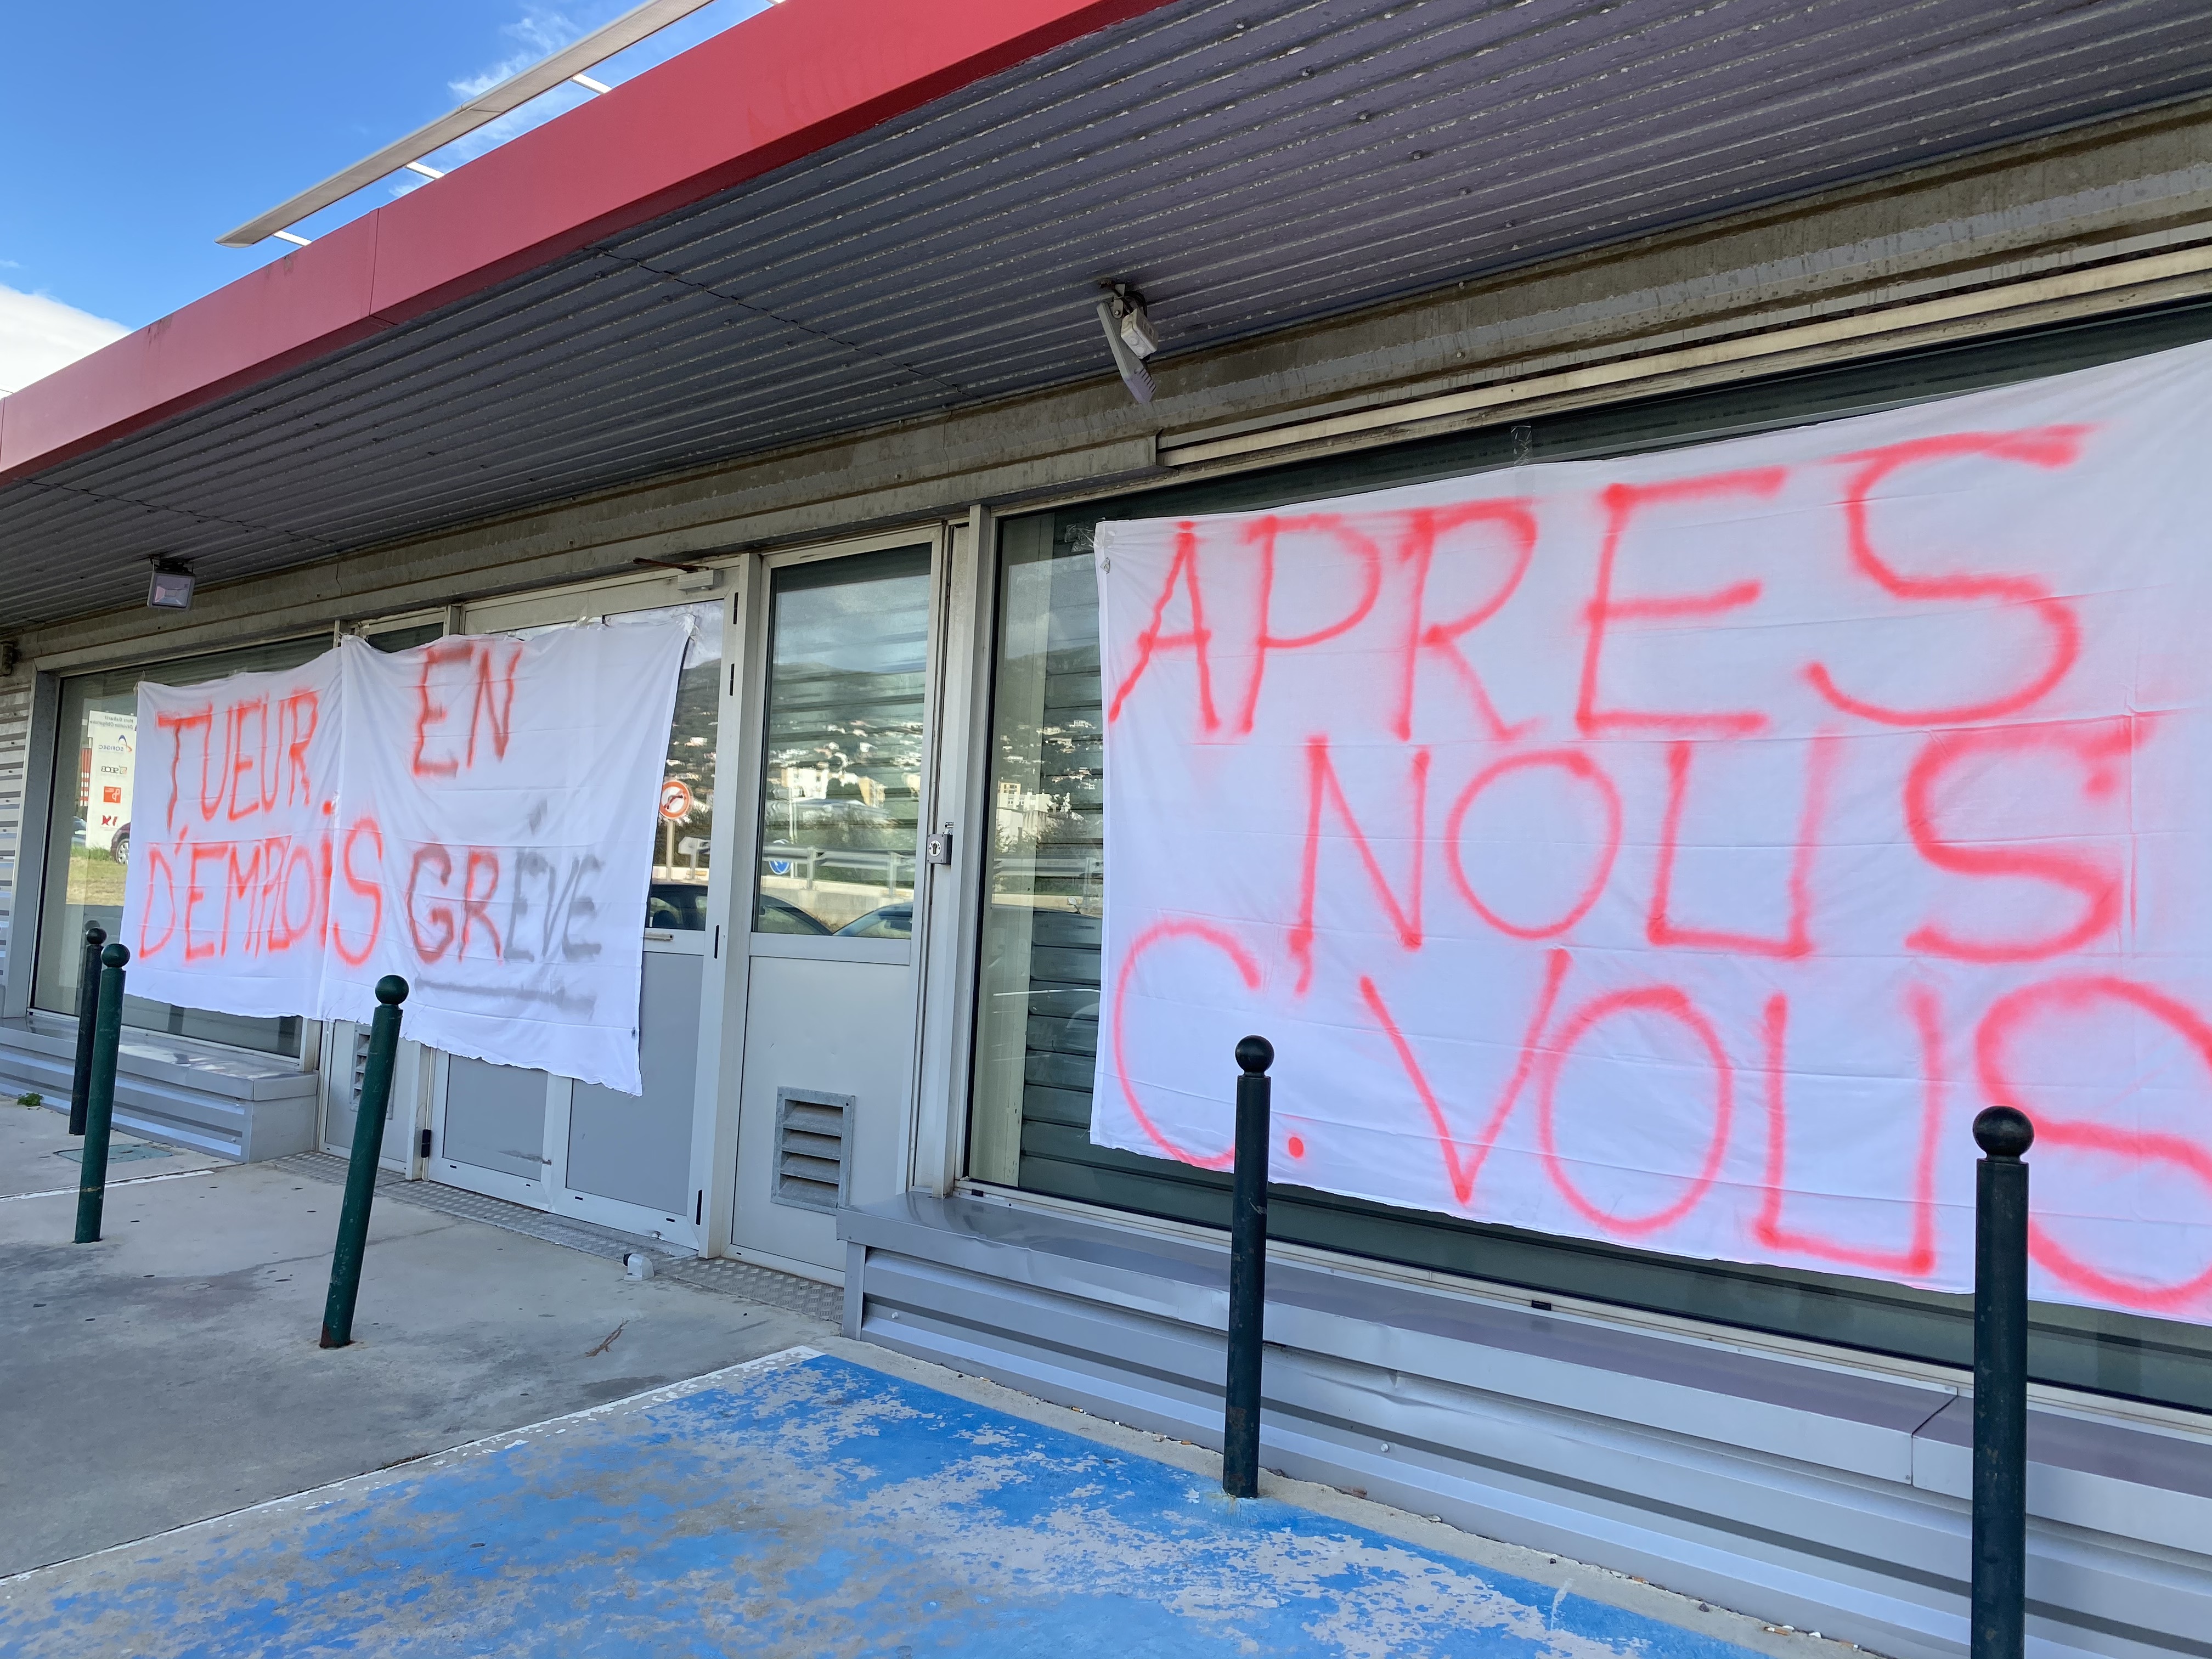 TUEUR
D'EMPLOIS
EN
GRÈVE
APRES
NOUS
C. VOUS